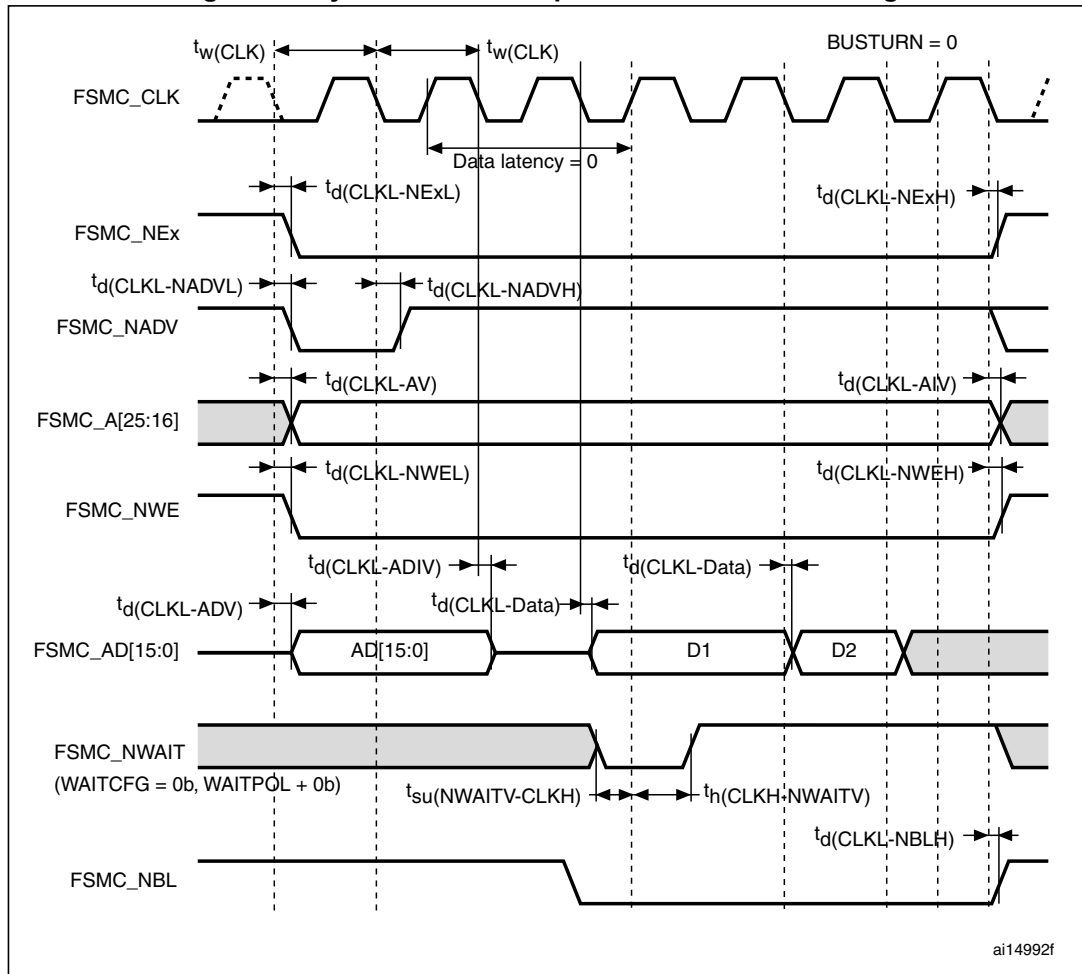 tw(CLK) tw(CLK) BUSTURN = 0
FSMC_CLK
Data latency = 0
td(CLKL-NExL) td(CLKL-NExH)
FSMC_NEx
td(CLKL-NADVL) td(CLKL-NADVH)
FSMC_NADV
td(CLKL-AV) td(CLKL-AIV)
FSMC_A[25:16]
td(CLKL-NWEL) td(CLKL-NWEH)
FSMC_NWE
td(CLKL-ADIV) td(CLKL-Data)
td(CLKL-ADV) td(CLKL-Data)
FSMC_AD[15:0] AD[15:0] D1 D2
FSMC_NWAIT
(WAITCFG = 0b, WAITPOL + 0b)
tsu(NWAITV-CLKH) th(CLKH-NWAITV)
td(CLKL-NBLH)
FSMC_NBL
ai14992f